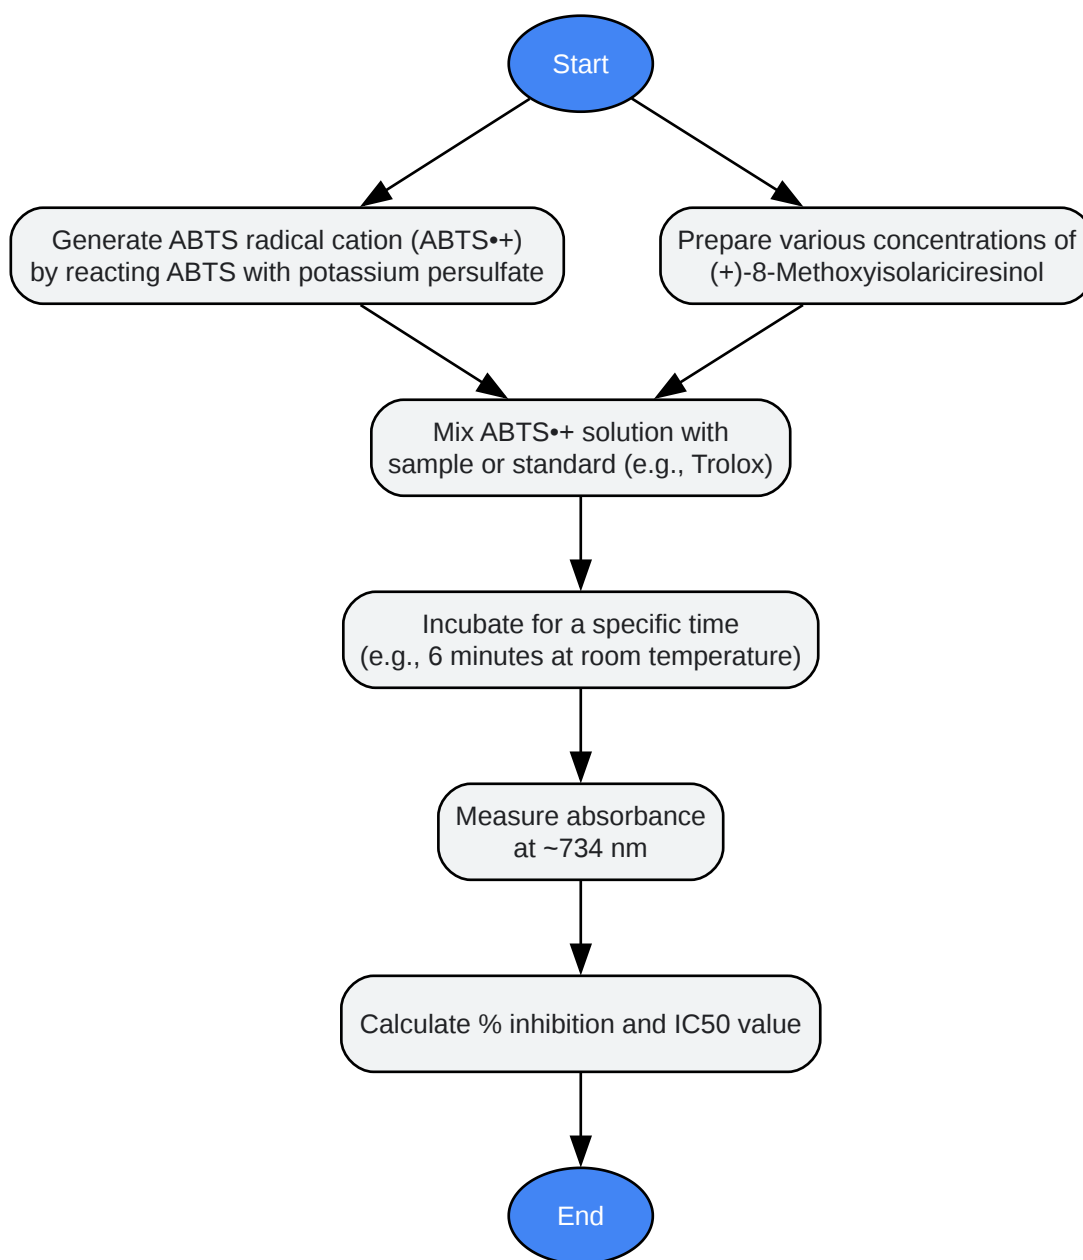 Start
Generate ABTS radical cation (ABTS•+)
by reacting ABTS with potassium persulfate
Prepare various concentrations of
(+)-8-Methoxyisolariciresinol
Mix ABTS•+ solution with
sample or standard (e.g., Trolox)
Incubate for a specific time
(e.g., 6 minutes at room temperature)
Measure absorbance
at ~734 nm
Calculate % inhibition and IC50 value
End